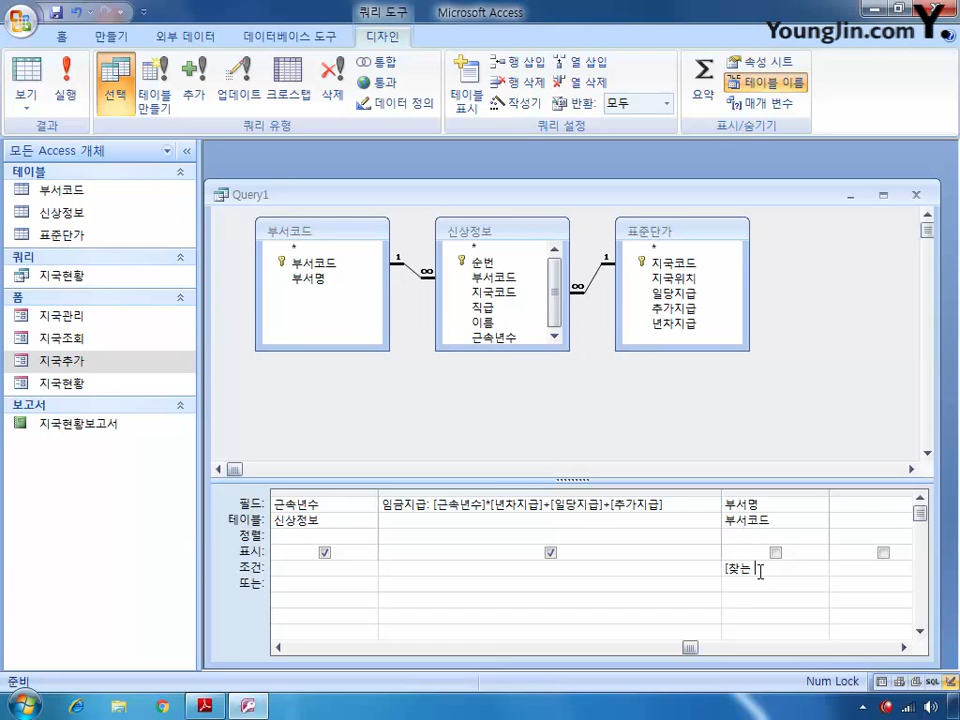 쿼리 도구
Microsoft Access
YoungJin.com Y.
홈
만들기
외부 데이터
데이터베이스 도구
디자인
보기
실행
선택
테이블 만들기
추가
업데이트
크로스탭
삭제
통합
통과
데이터 정의
테이블 표시
행 삽입
행 삭제
작성기
열 삽입
열 삭제
반환: 모두
요약
속성 시트
테이블 이름
매개 변수
결과
쿼리 유형
쿼리 설정
표시/숨기기
모든 Access 개체
테이블
부서코드
신상정보
표준단가
쿼리
지국현황
폼
지국관리
지국조회
지국추가
지국현황
보고서
지국현황보고서
Query1
부서코드
*
부서코드
부서명
1
∞
신상정보
*
순번
부서코드
지국코드
직급
이름
근속년수
∞
1
표준단가
*
지국코드
지국위치
일당지급
추가지급
년차지급
필드: 근속년수 임금지급: [근속년수]*[년차지급]+[일당지급]+[추가지급] 부서명
테이블: 신상정보 부서코드
정렬:
표시:
조건: [찾는
또는:
준비
Num Lock
SQL